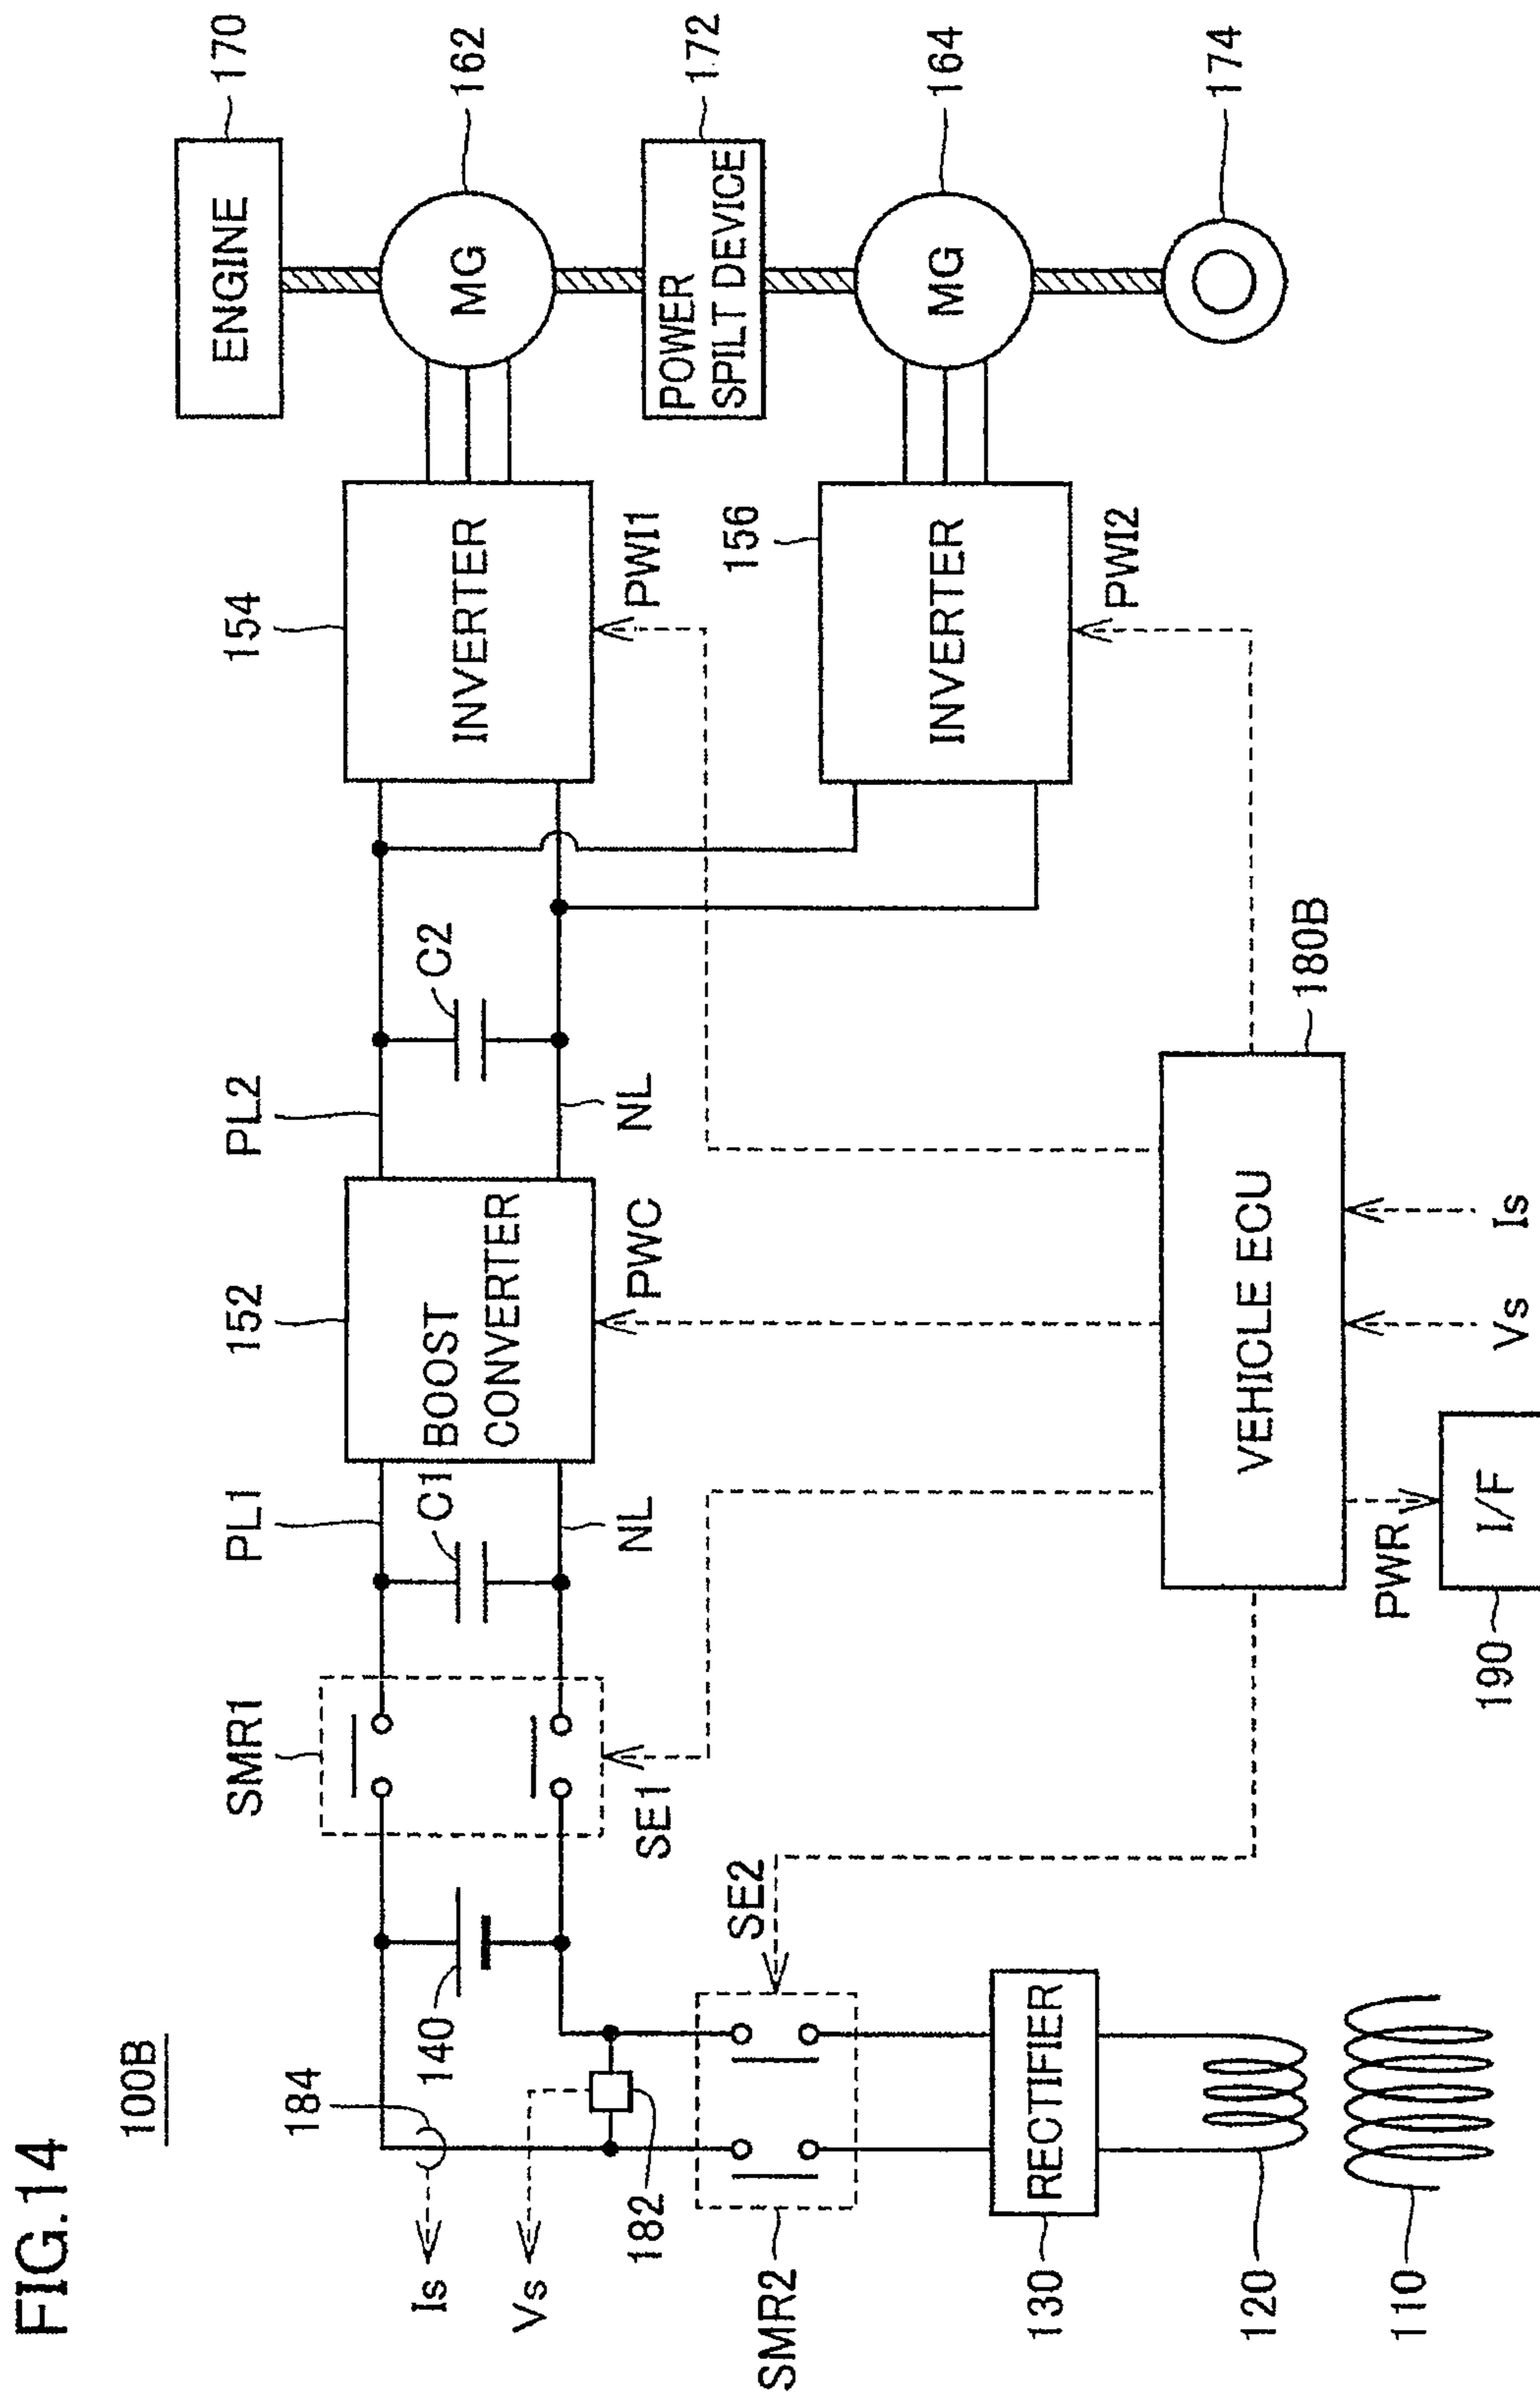 FIG.14
100B
184
140
Is
Vs
182
SMR2
SE2
130
RECTIFIER
120
110
SMR1
SE1
PL1
C1
NL
152
BOOST
CONVERTER
PWC
PL2
C2
NL
154
INVERTER
PWI1
156
INVERTER
PWI2
ENGINE
170
MG
162
POWER
SPILT DEVICE
172
MG
164
174
180B
VEHICLE ECU
Vs
Is
PWR
I/F
190